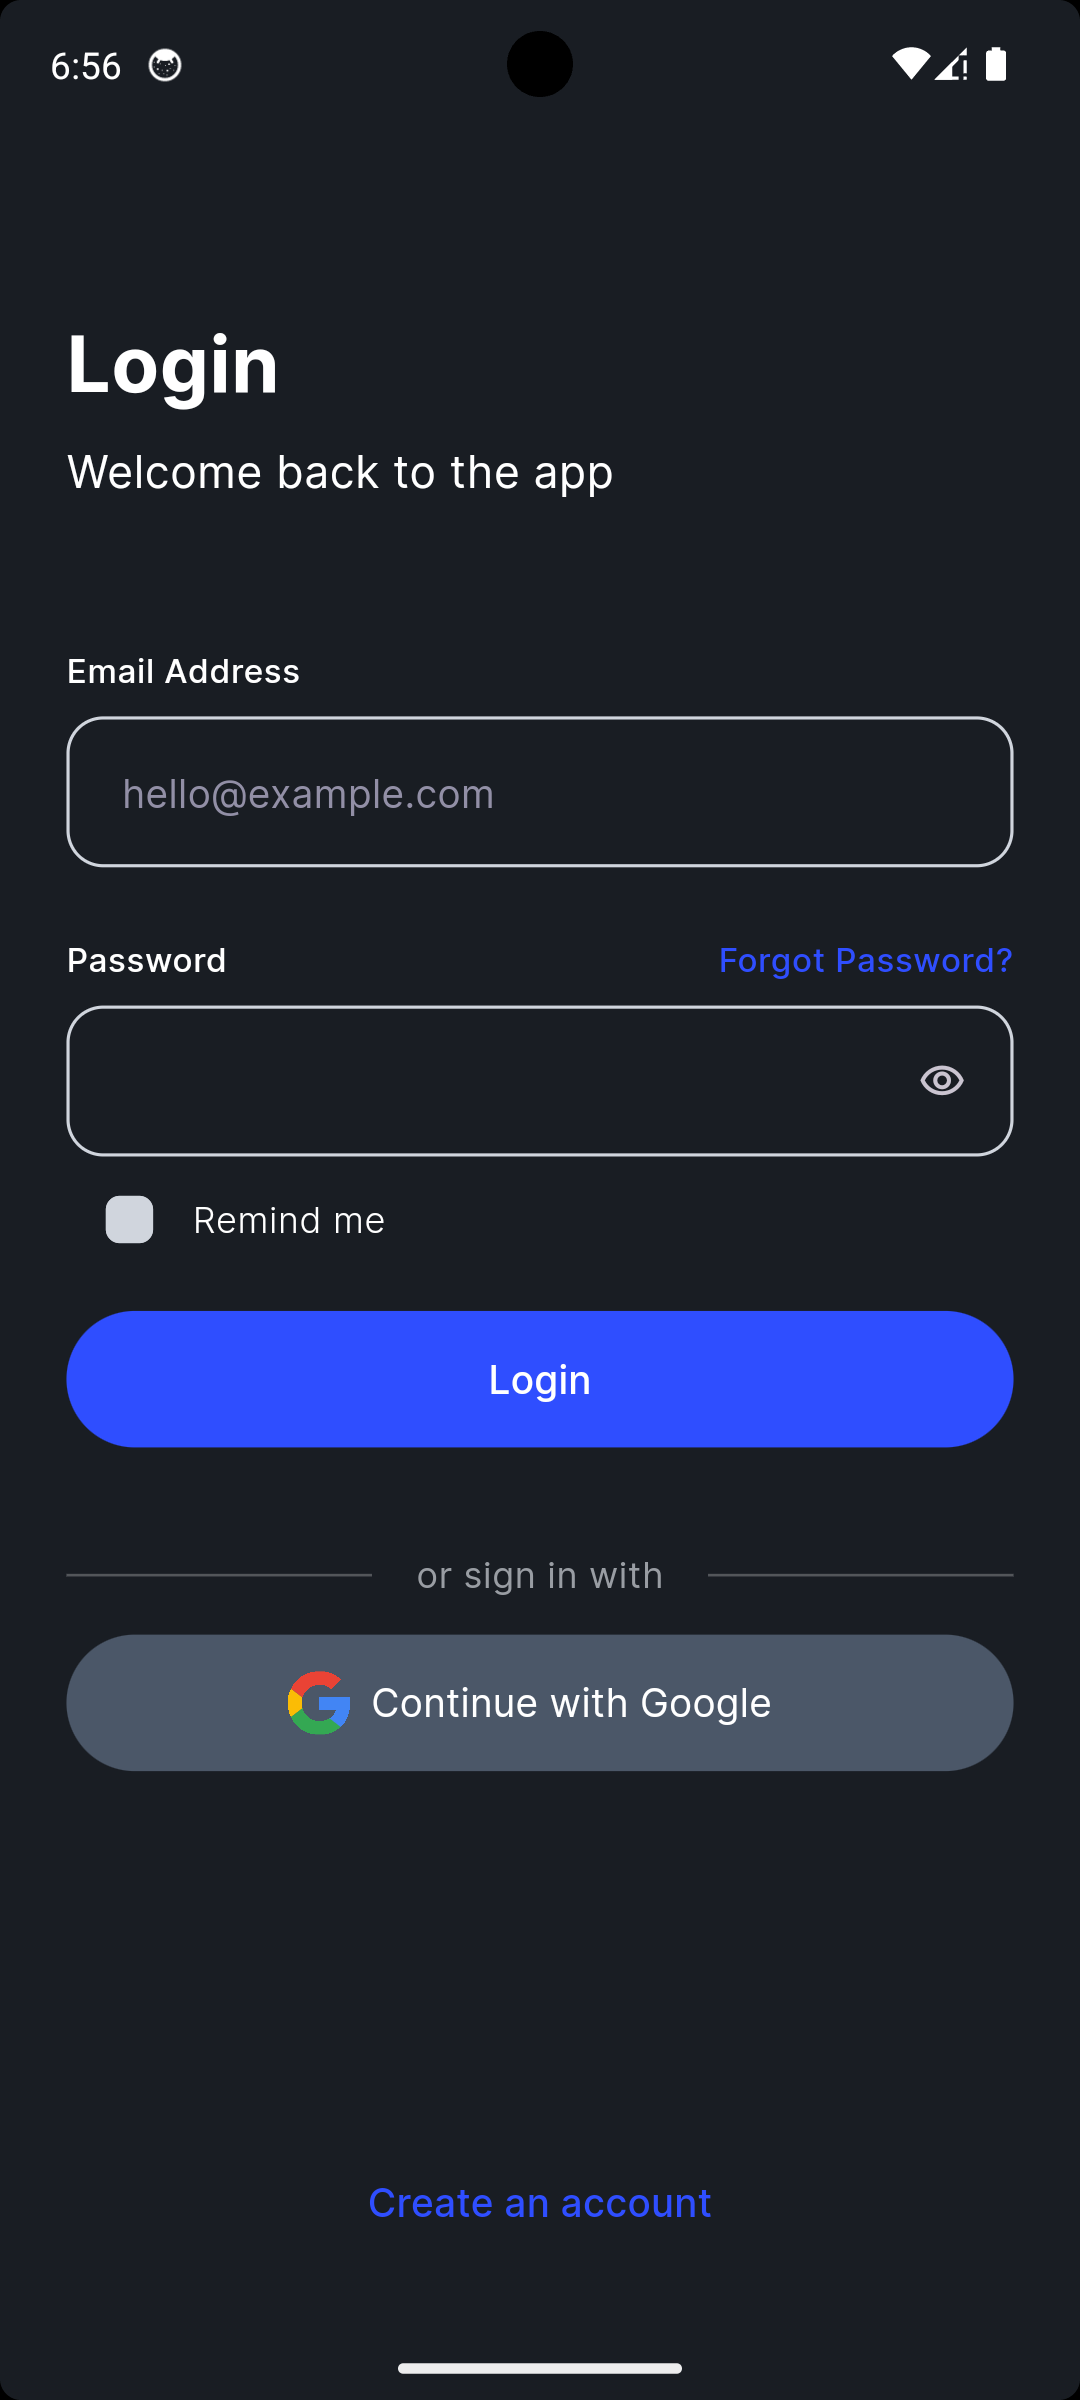 6:56
Login
Welcome back to the app
Email Address
hello@example.com
Password
Forgot Password?
Remind me
Login
or sign in with
Continue with Google
Create an account